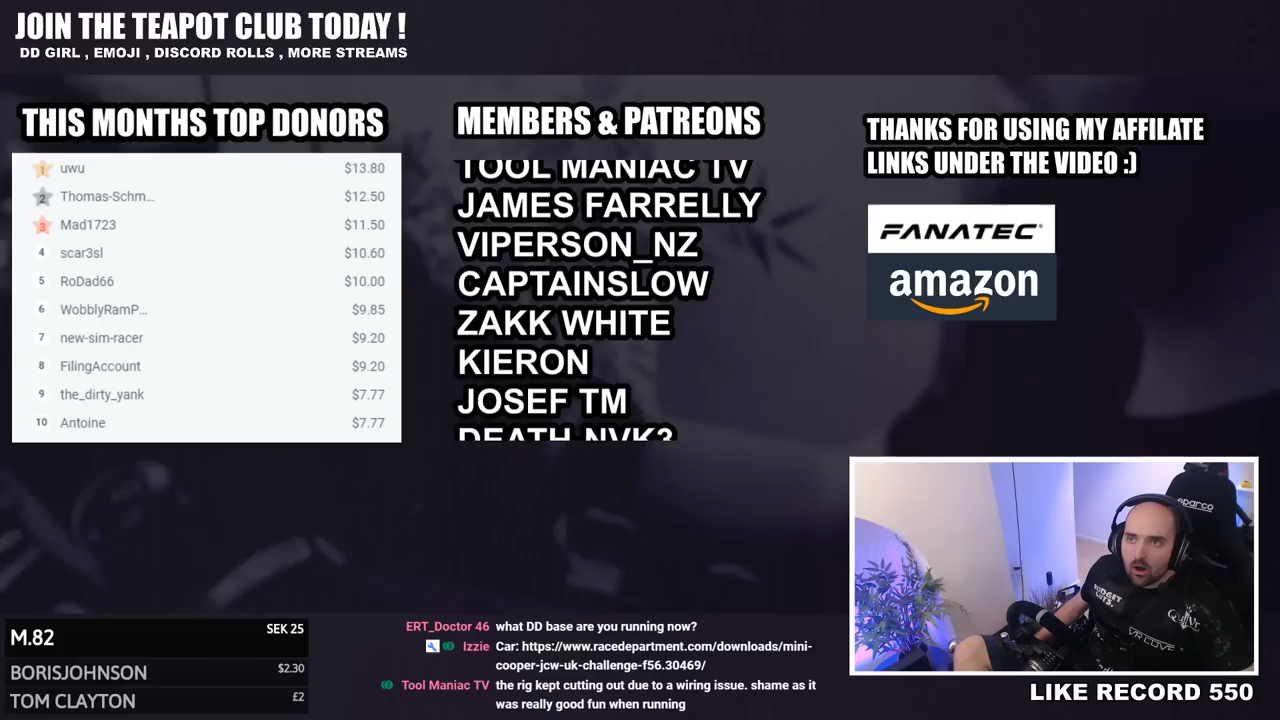 JOIN THE TEAPOT CLUB TODAY !
DD GIRL , EMOJI , DISCORD ROLLS , MORE STREAMS
THIS MONTHS TOP DONORS
1 uwu $13.80
2 Thomas-Schm... $12.50
3 Mad1723 $11.50
4 scar3sl $10.60
5 RoDad66 $10.00
6 WobblyRamP... $9.85
7 new-sim-racer $9.20
8 FilingAccount $9.20
9 the_dirty_yank $7.77
10 Antoine $7.77
MEMBERS & PATREONS
TOOL MANIAC TV
JAMES FARRELLY
VIPERSON_NZ
CAPTAINSLOW
ZAKK WHITE
KIERON
JOSEF TM
THANKS FOR USING MY AFFILATE
LINKS UNDER THE VIDEO :)
FANATEC
amazon
M.82 SEK 25
BORISJOHNSON $2.30
TOM CLAYTON £2
ERT_Doctor 46 what DD base are you running now?
Izzie Car: https://www.racedepartment.com/downloads/mini-
cooper-jcw-uk-challenge-f56.30469/
Tool Maniac TV the rig kept cutting out due to a wiring issue. shame as it
was really good fun when running
sparco
VR COVE
LIKE RECORD 550